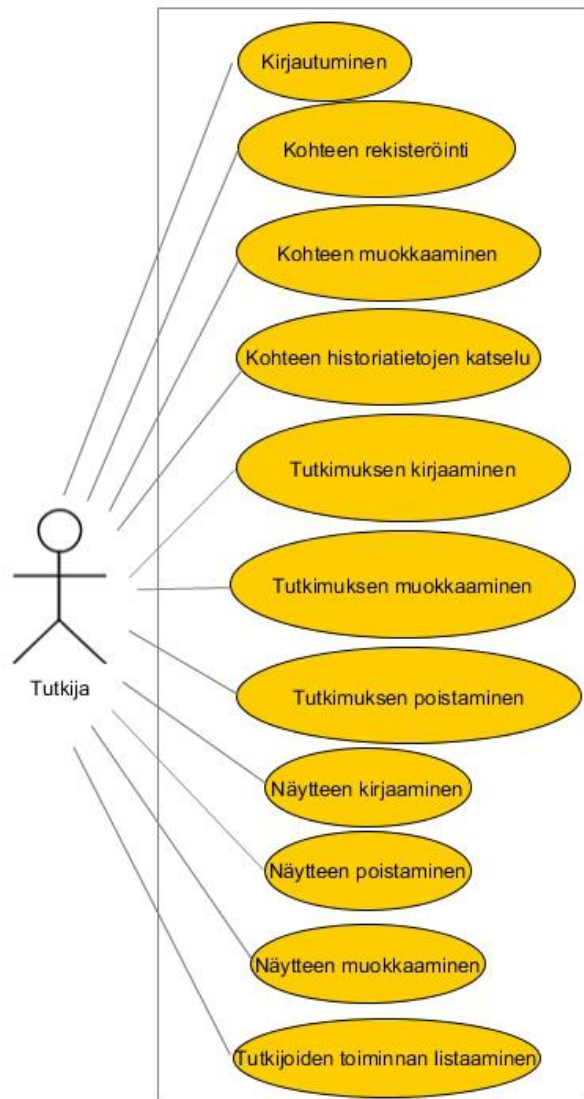 Kirjautuminen
Kohteen rekisteröinti
Kohteen muokkaaminen
Kohteen historiatietojen katselu
Tutkimuksen kirjaaminen
Tutkimuksen muokkaaminen
Tutkija
Tutkimuksen poistaminen
Näytteen kirjaaminen
Näytteen poistaminen
Näytteen muokkaaminen
Tutkijoiden toiminnan listaaminen